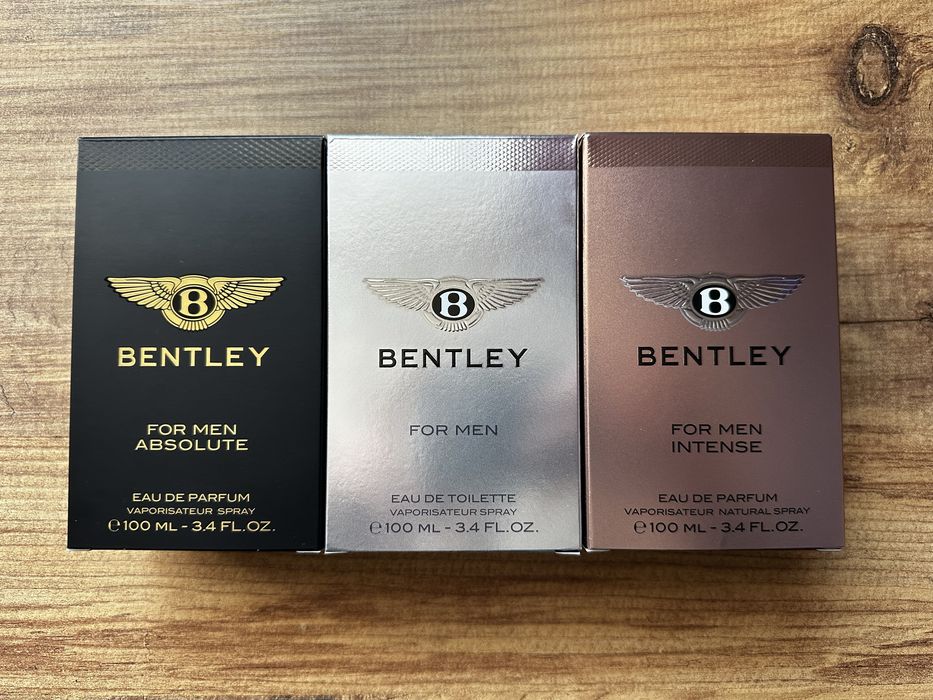 B
BENTLEY
FOR MEN
ABSOLUTE
EAU DE PARFUM
VAPORISATEUR SPRAY
℮ 100 ML - 3.4 FL.OZ.
B
BENTLEY
FOR MEN
EAU DE TOILETTE
VAPORISATEUR SPRAY
℮ 100 ML - 3.4 FL.OZ.
B
BENTLEY
FOR MEN
INTENSE
EAU DE PARFUM
VAPORISATEUR NATURAL SPRAY
℮ 100 ML - 3.4 FL.OZ.